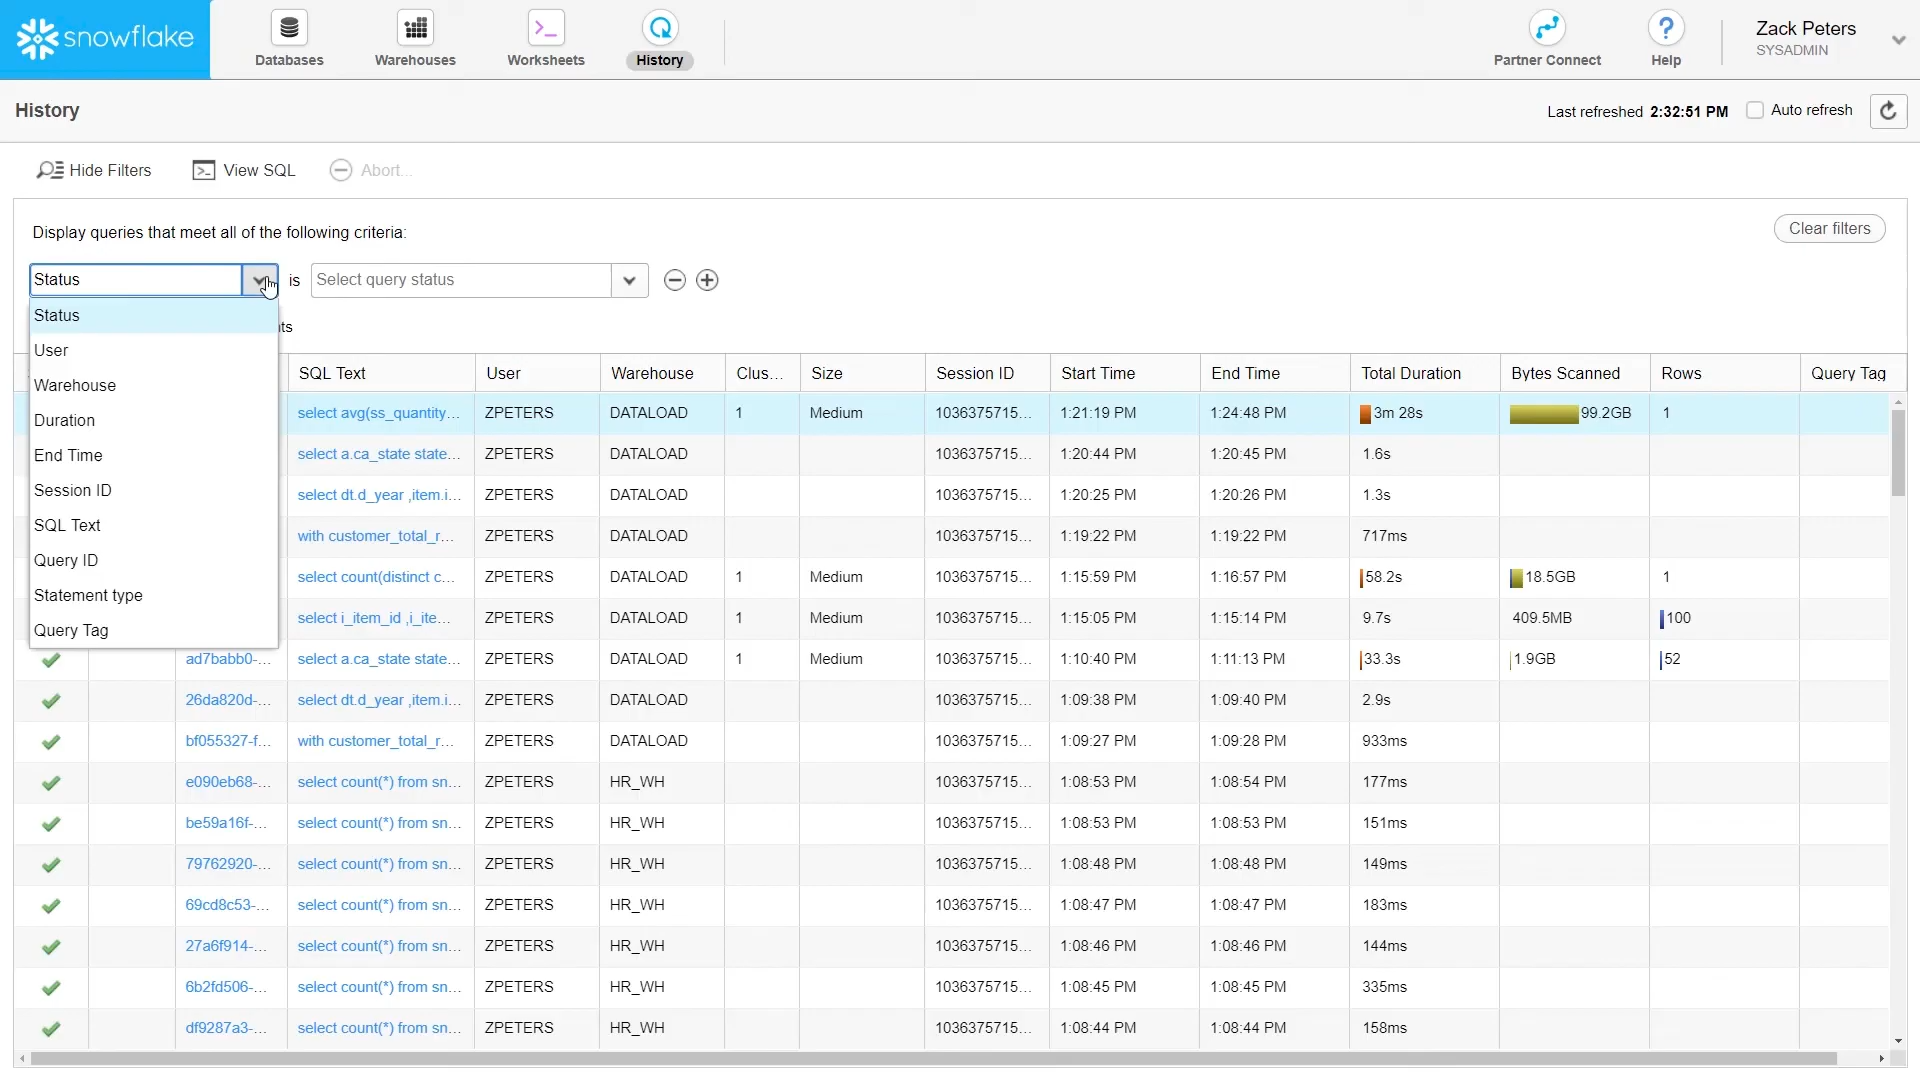 snowflake
Databases
Warehouses
Worksheets
History
Partner Connect
Help
Zack Peters
SYSADMIN
History
Last refreshed 2:32:51 PM Auto refresh
Hide Filters View SQL Abort...
Display queries that meet all of the following criteria:
Clear filters
Status is Select query status
Status
User
Warehouse
Duration
End Time
Session ID
SQL Text
Query ID
Statement type
Query Tag
SQL Text User Warehouse Clus... Size Session ID Start Time End Time Total Duration Bytes Scanned Rows Query Tag
select avg(ss_quantity... ZPETERS DATALOAD 1 Medium 1036375715... 1:21:19 PM 1:24:48 PM 3m 28s 99.2GB 1
select a.ca_state state... ZPETERS DATALOAD 1036375715... 1:20:44 PM 1:20:45 PM 1.6s
select dt.d_year ,item.i... ZPETERS DATALOAD 1036375715... 1:20:25 PM 1:20:26 PM 1.3s
with customer_total_r... ZPETERS DATALOAD 1036375715... 1:19:22 PM 1:19:22 PM 717ms
select count(distinct c... ZPETERS DATALOAD 1 Medium 1036375715... 1:15:59 PM 1:16:57 PM 58.2s 18.5GB 1
select i_item_id ,i_ite... ZPETERS DATALOAD 1 Medium 1036375715... 1:15:05 PM 1:15:14 PM 9.7s 409.5MB 100
ad7babb0-... select a.ca_state state... ZPETERS DATALOAD 1 Medium 1036375715... 1:10:40 PM 1:11:13 PM 33.3s 1.9GB 52
26da820d-... select dt.d_year ,item.i... ZPETERS DATALOAD 1036375715... 1:09:38 PM 1:09:40 PM 2.9s
bf055327-f... with customer_total_r... ZPETERS DATALOAD 1036375715... 1:09:27 PM 1:09:28 PM 933ms
e090eb68-... select count(*) from sn... ZPETERS HR_WH 1036375715... 1:08:53 PM 1:08:54 PM 177ms
be59a16f-... select count(*) from sn... ZPETERS HR_WH 1036375715... 1:08:53 PM 1:08:53 PM 151ms
79762920-... select count(*) from sn... ZPETERS HR_WH 1036375715... 1:08:48 PM 1:08:48 PM 149ms
69cd8c53-... select count(*) from sn... ZPETERS HR_WH 1036375715... 1:08:47 PM 1:08:47 PM 183ms
27a6f914-... select count(*) from sn... ZPETERS HR_WH 1036375715... 1:08:46 PM 1:08:46 PM 144ms
6b2fd506-... select count(*) from sn... ZPETERS HR_WH 1036375715... 1:08:45 PM 1:08:45 PM 335ms
df9287a3-... select count(*) from sn... ZPETERS HR_WH 1036375715... 1:08:44 PM 1:08:44 PM 158ms